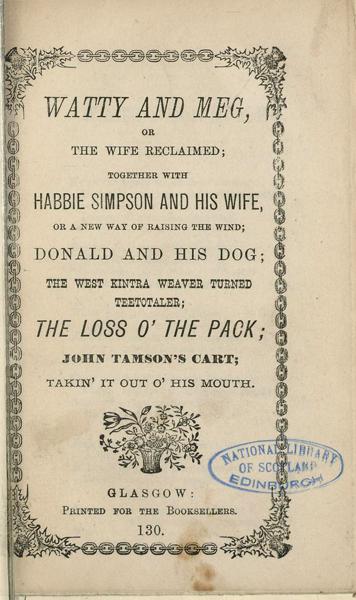 WATTY AND MEG,
OR
THE WIFE RECLAIMED;
TOGETHER WITH
HABBIE SIMPSON AND HIS WIFE,
OR A NEW WAY OF RAISING THE WIND;
DONALD AND HIS DOG;
THE WEST KINTRA WEAVER TURNED
TEETOTALER;
THE LOSS O' THE PACK;
JOHN TAMSON'S CART;
TAKIN' IT OUT O' HIS MOUTH.
NATIONAL LIBRARY
OF SCOTLAND
EDINBURGH
GLASGOW:
PRINTED FOR THE BOOKSELLERS.
130.